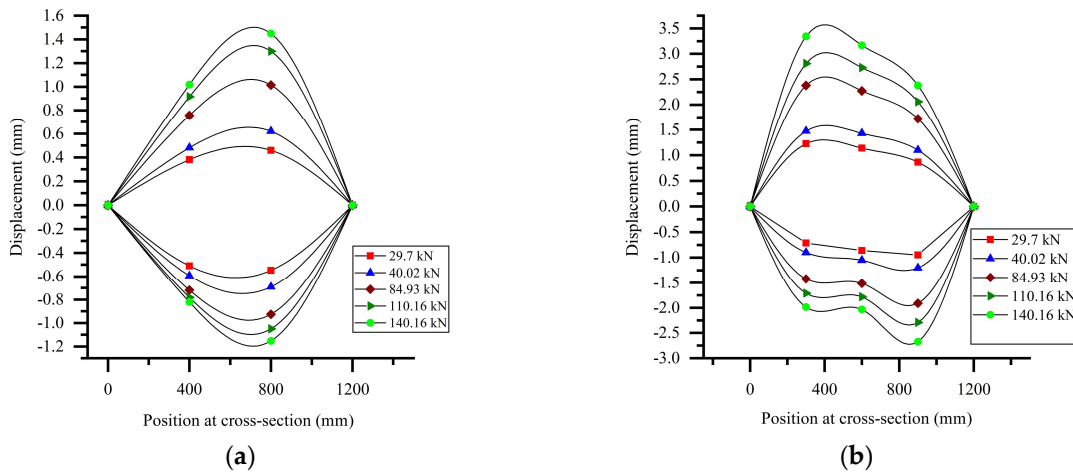 1.6
1.4
1.2
1.0
0.8
0.6
0.4
0.2
0.0
-0.2
-0.4
-0.6
-0.8
-1.0
-1.2
Displacement (mm)
0 400 800 1200
Position at cross-section (mm)
29.7 kN
40.02 kN
84.93 kN
110.16 kN
140.16 kN
(a)
3.5
3.0
2.5
2.0
1.5
1.0
0.5
0.0
-0.5
-1.0
-1.5
-2.0
-2.5
-3.0
Displacement (mm)
0 400 800 1200
Position at cross-section (mm)
29.7 kN
40.02 kN
84.93 kN
110.16 kN
140.16 kN
(b)